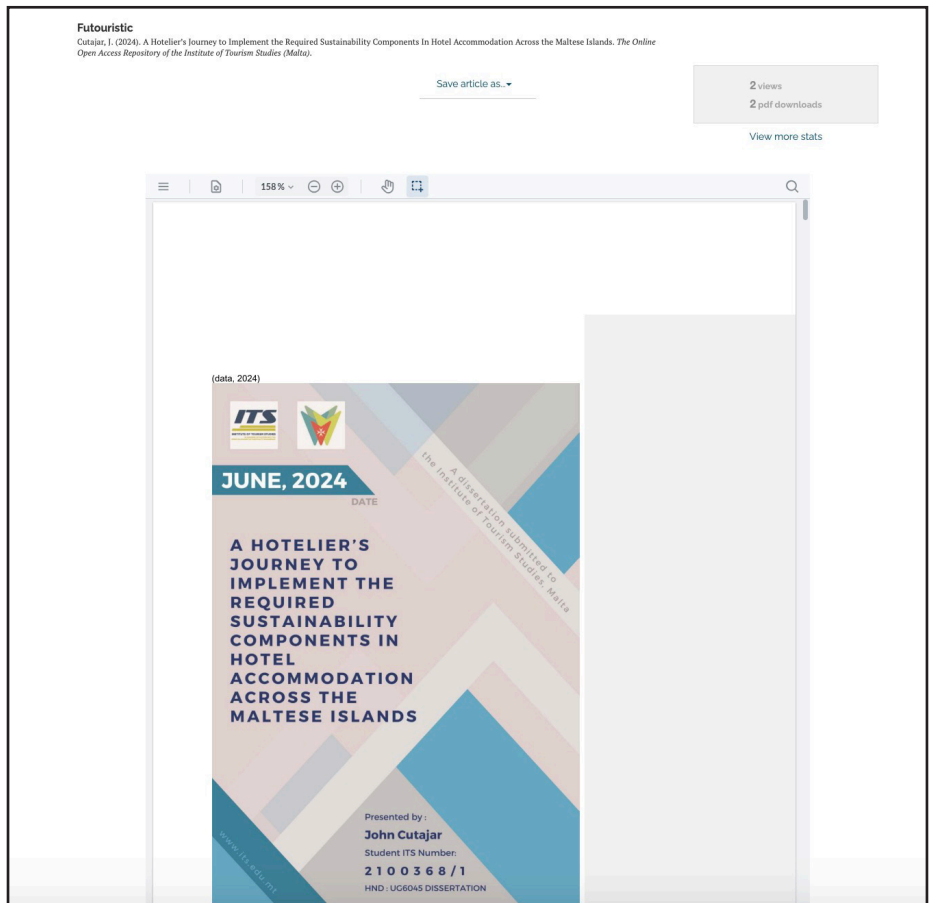 Futouristic
Cutajar, J. (2024). A Hotelier's Journey to Implement the Required Sustainability Components In Hotel Accommodation Across the Maltese Islands. The Online
Open Access Repository of the Institute of Tourism Studies (Malta).
Save article as...
2 views
2 pdf downloads
View more stats
158 %
(data, 2024)
ITS
INSTITUTE OF TOURISM STUDIES
JUNE, 2024
DATE
A dissertation submitted to
the Institute of Tourism Studies, Malta
A HOTELIER'S
JOURNEY TO
IMPLEMENT THE
REQUIRED
SUSTAINABILITY
COMPONENTS IN
HOTEL
ACCOMMODATION
ACROSS THE
MALTESE ISLANDS
Presented by :
John Cutajar
Student ITS Number:
2100368/1
HND : UG6045 DISSERTATION
www.its.edu.mt